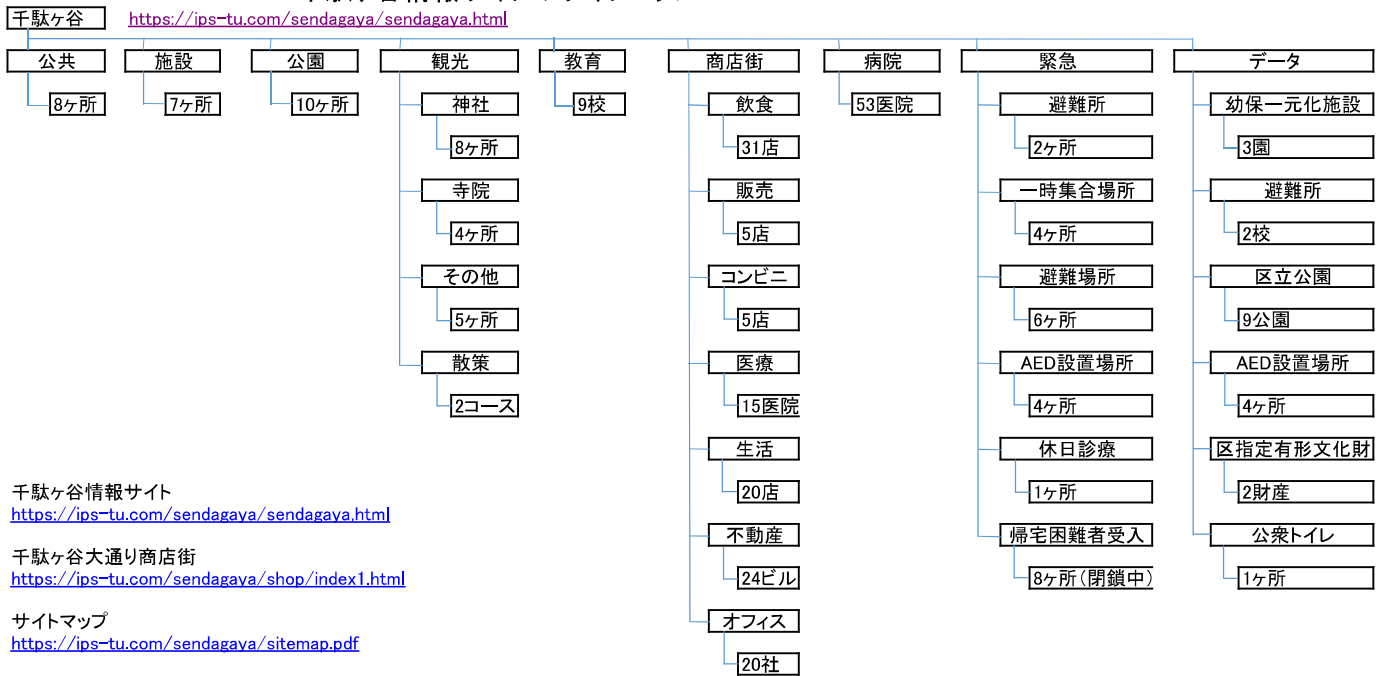 千駄ヶ谷 https://ips-tu.com/sendagaya/sendagaya.html
公共 施設 公園 観光 教育 商店街 病院 緊急 データ
8ヶ所 7ヶ所 10ヶ所 神社 9校 飲食 53医院 避難所 幼保一元化施設
8ヶ所 31店 2ヶ所 3園
寺院 販売 一時集合場所 避難所
4ヶ所 5店 4ヶ所 2校
その他 コンビニ 避難場所 区立公園
5ヶ所 5店 6ヶ所 9公園
散策 医療 AED設置場所 AED設置場所
2コース 15医院 4ヶ所 4ヶ所
生活 休日診療 区指定有形文化財
20店 1ヶ所 2財産
不動産 帰宅困難者受入 公衆トイレ
24ビル 8ヶ所(閉鎖中) 1ヶ所
オフィス
20社
千駄ヶ谷情報サイト
https://ips-tu.com/sendagaya/sendagaya.html
千駄ヶ谷大通り商店街
https://ips-tu.com/sendagaya/shop/index1.html
サイトマップ
https://ips-tu.com/sendagaya/sitemap.pdf